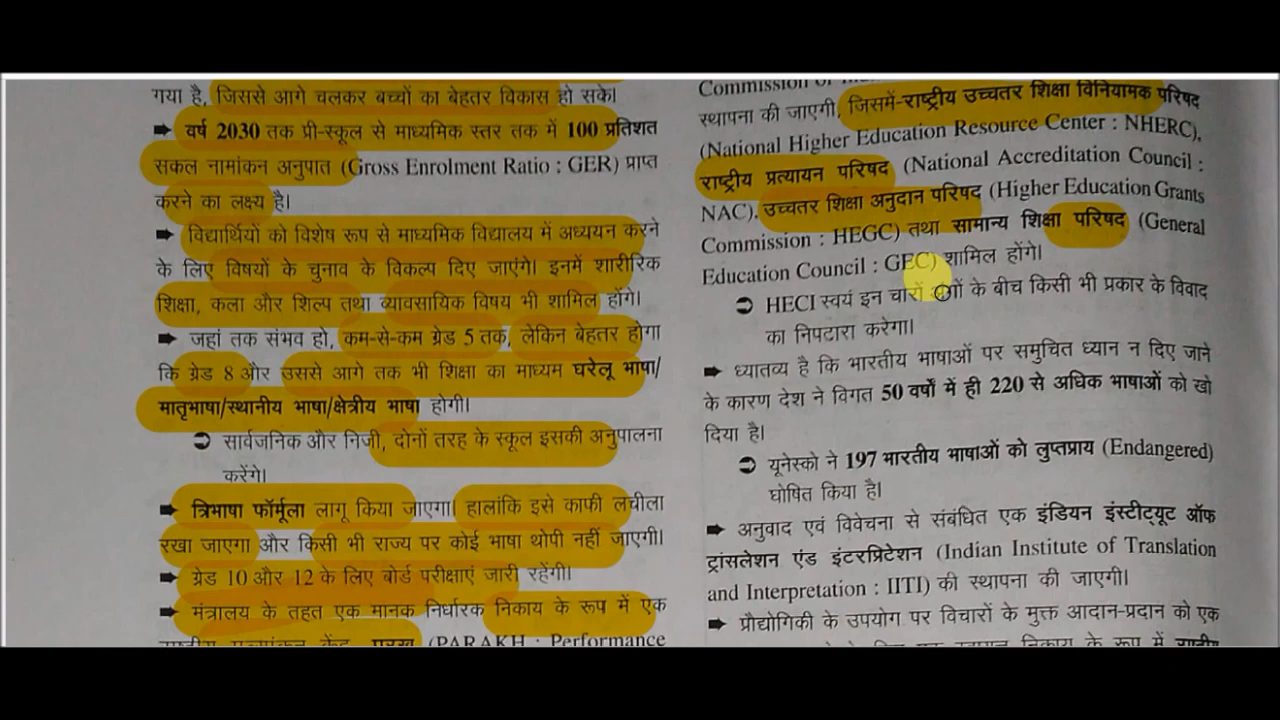 गया है, जिससे आगे चलकर बच्चों का बेहतर विकास हो सके।
➡ वर्ष 2030 तक प्री-स्कूल से माध्यमिक स्तर तक में 100 प्रतिशत
सकल नामांकन अनुपात (Gross Enrolment Ratio : GER) प्राप्त
करने का लक्ष्य है।
➡ विद्यार्थियों को विशेष रूप से माध्यमिक विद्यालय में अध्ययन करने
के लिए विषयों के चुनाव के विकल्प दिए जाएंगे। इनमें शारीरिक
शिक्षा, कला और शिल्प तथा व्यावसायिक विषय भी शामिल होंगे।
➡ जहां तक संभव हो, कम-से-कम ग्रेड 5 तक, लेकिन बेहतर होगा
कि ग्रेड 8 और उससे आगे तक भी शिक्षा का माध्यम घरेलू भाषा/
मातृभाषा/स्थानीय भाषा/क्षेत्रीय भाषा होगी।
➲ सार्वजनिक और निजी, दोनों तरह के स्कूल इसकी अनुपालना
करेंगे।
➡ त्रिभाषा फॉर्मूला लागू किया जाएगा। हालांकि इसे काफी लचीला
रखा जाएगा और किसी भी राज्य पर कोई भाषा थोपी नहीं जाएगी।
➡ ग्रेड 10 और 12 के लिए बोर्ड परीक्षाएं जारी रहेंगी।
➡ मंत्रालय के तहत एक मानक निर्धारक निकाय के रूप में एक
राष्ट्रीय मूल्यांकन केंद्र परख (PARAKH : Performance
Commission of
स्थापना की जाएगी, जिसमें-राष्ट्रीय उच्चतर शिक्षा विनियामक परिषद
(National Higher Education Resource Center : NHERC),
राष्ट्रीय प्रत्यायन परिषद (National Accreditation Council :
NAC), उच्चतर शिक्षा अनुदान परिषद (Higher Education Grants
Commission : HEGC) तथा सामान्य शिक्षा परिषद (General
Education Council : GEC) शामिल होंगे।
➲ HECI स्वयं इन चारों अंगों के बीच किसी भी प्रकार के विवाद
का निपटारा करेगा।
➡ ध्यातव्य है कि भारतीय भाषाओं पर समुचित ध्यान न दिए जाने
के कारण देश ने विगत 50 वर्षों में ही 220 से अधिक भाषाओं को खो
दिया है।
➲ यूनेस्को ने 197 भारतीय भाषाओं को लुप्तप्राय (Endangered)
घोषित किया है।
➡ अनुवाद एवं विवेचना से संबंधित एक इंडियन इंस्टीट्यूट ऑफ
ट्रांसलेशन एंड इंटरप्रिटेशन (Indian Institute of Translation
and Interpretation : IITI) की स्थापना की जाएगी।
➡ प्रौद्योगिकी के उपयोग पर विचारों के मुक्त आदान-प्रदान को एक
के रूप में राष्ट्रीय